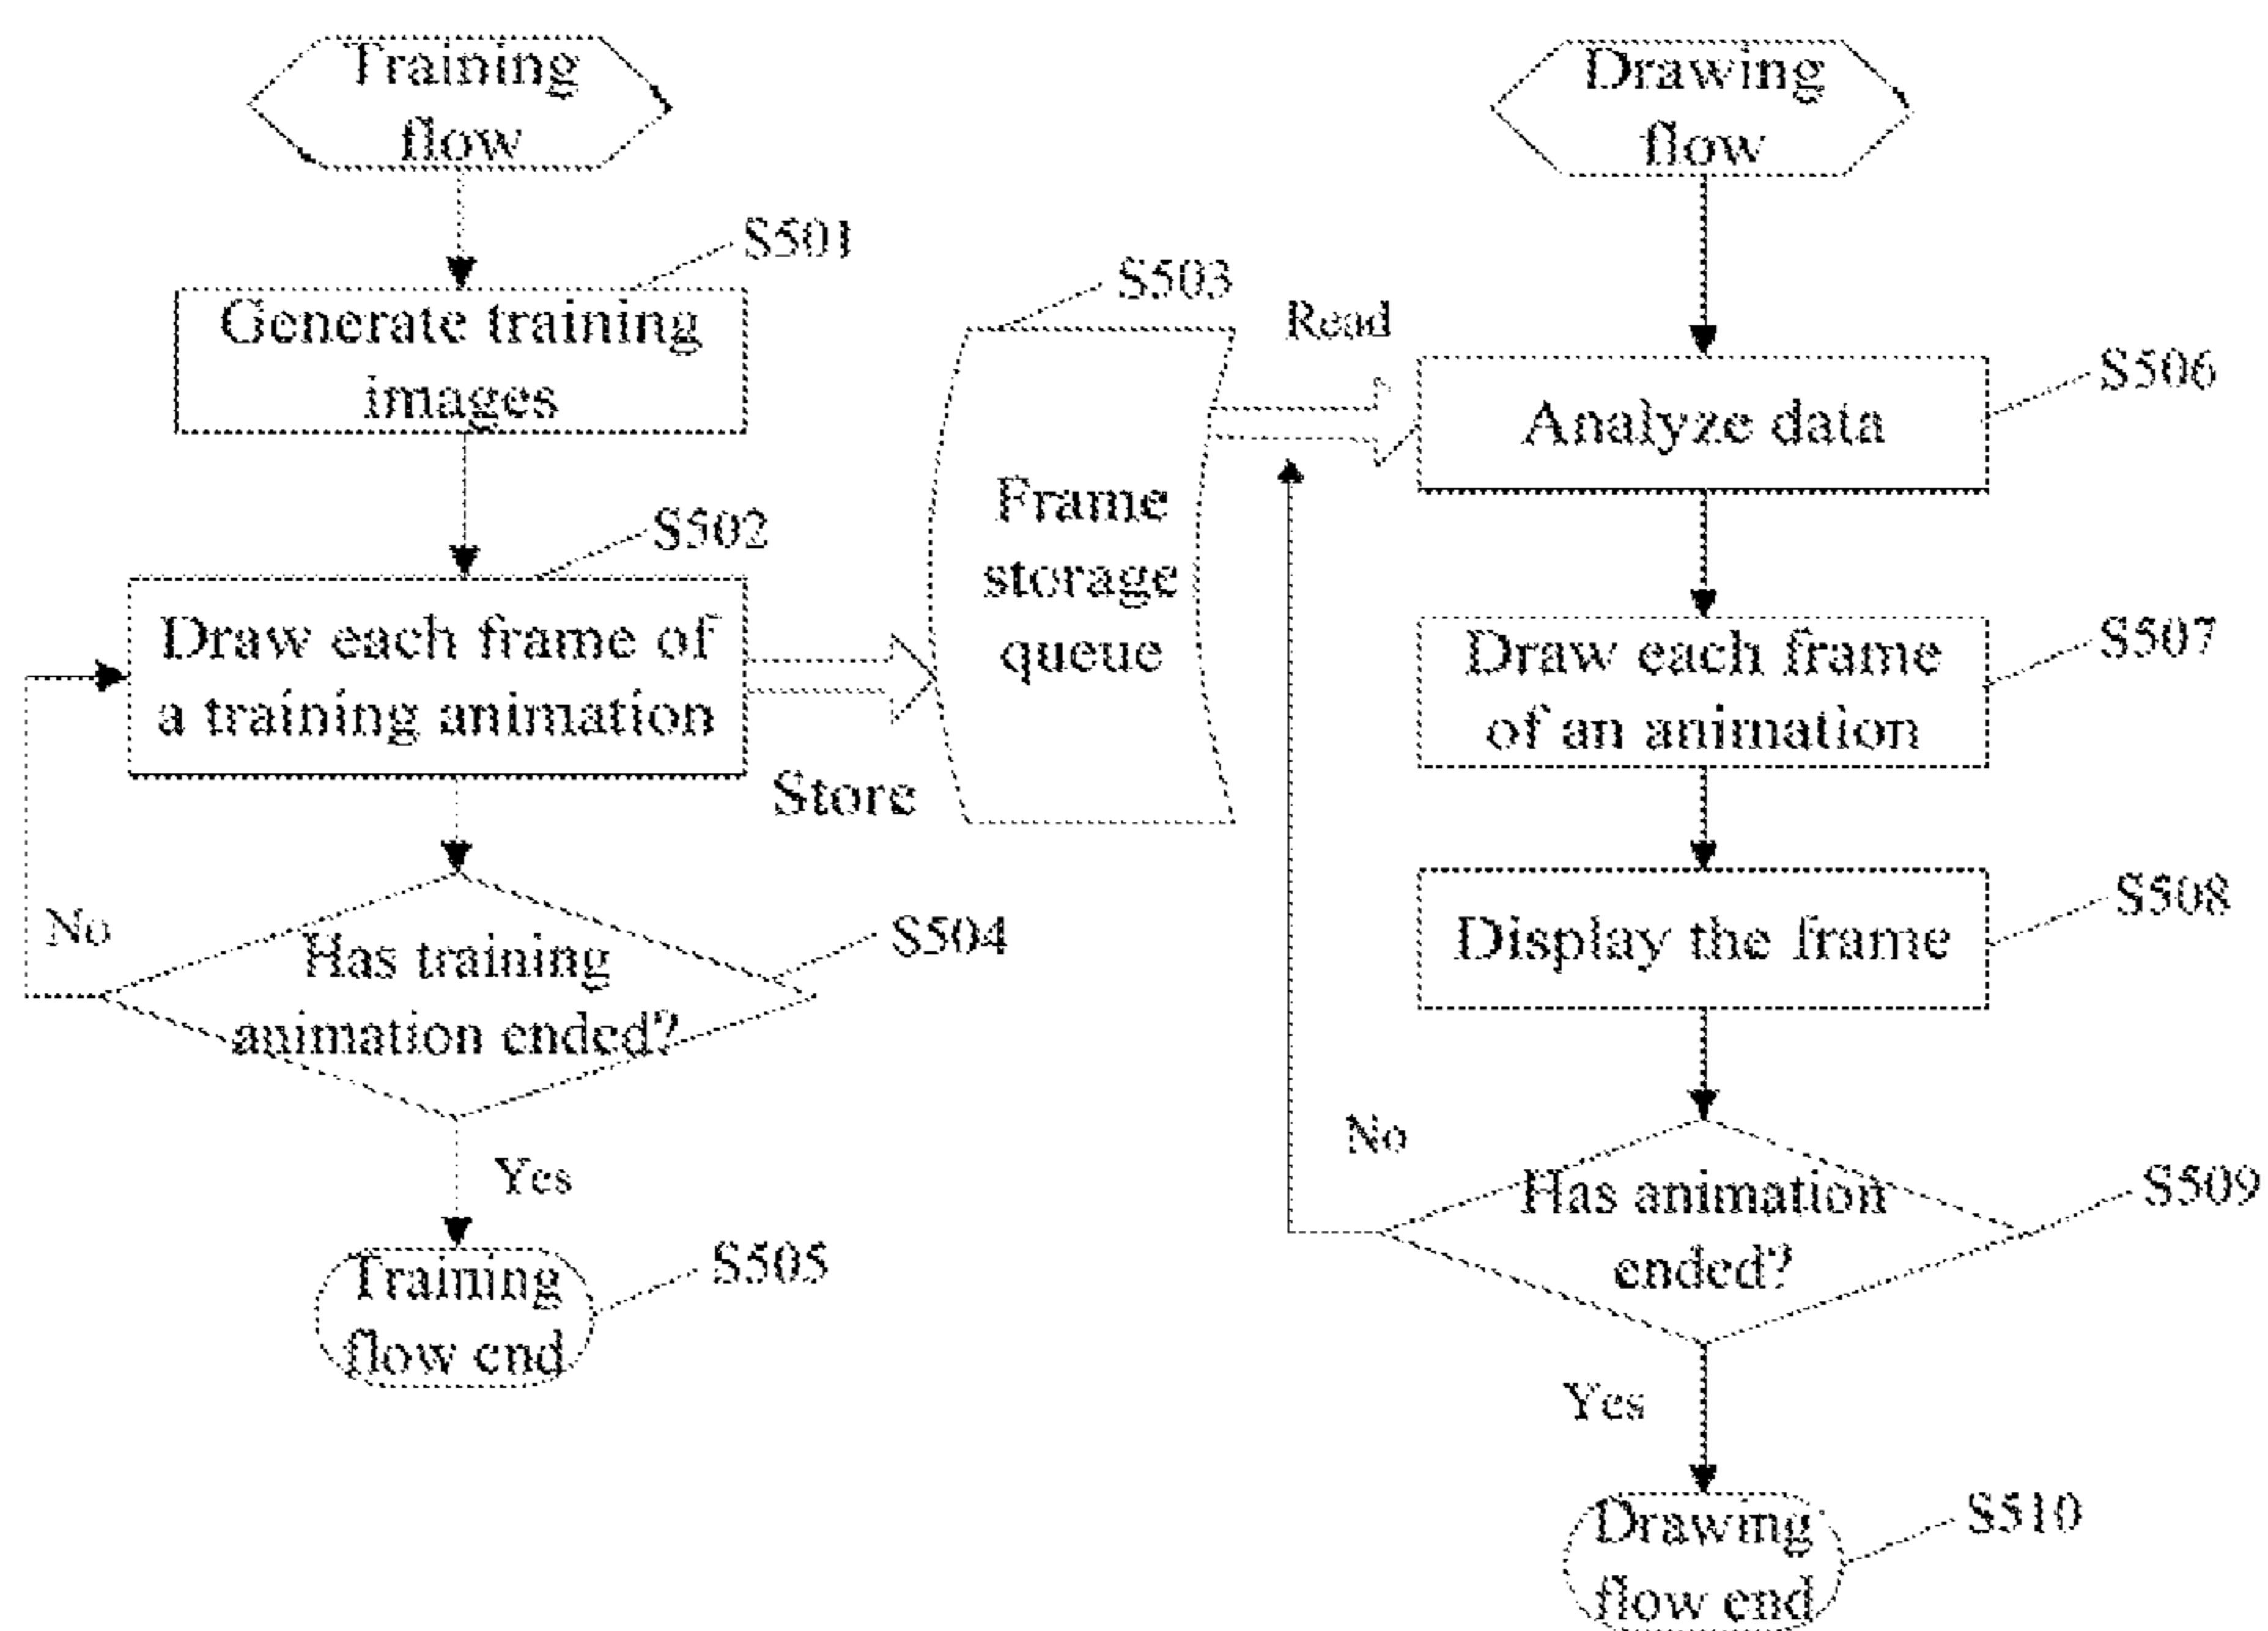 Training
flow
S501
Generate training
images
S502
Draw each frame of
a training animation
Store
No
Has training
animation ended?
S504
Yes
Training
flow end
S505
S503
Frame
storage
queue
Read
Drawing
flow
Analyze data
S506
Draw each frame
of an animation
S507
Display the frame
S508
No
Has animation
ended?
S509
Yes
Drawing
flow end
S510